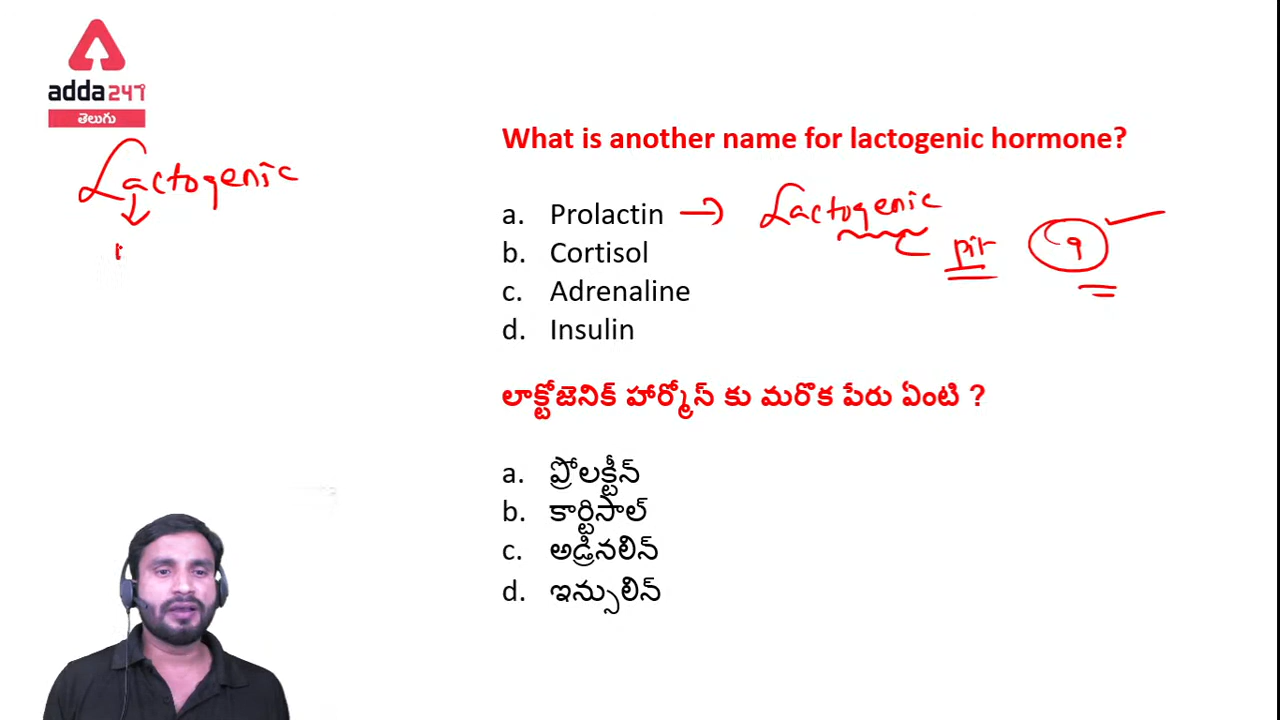 adda247
తెలుగు
Lactogenic
What is another name for lactogenic hormone?
a. Prolactin → Lactogenic
pit 9
b. Cortisol
c. Adrenaline
d. Insulin
లాక్టోజెనిక్ హార్మోన్ కు మరొక పేరు ఏంటి ?
a. ప్రోలక్టీన్
b. కార్టిసాల్
c. అడ్రినలిన్
d. ఇన్సులిన్